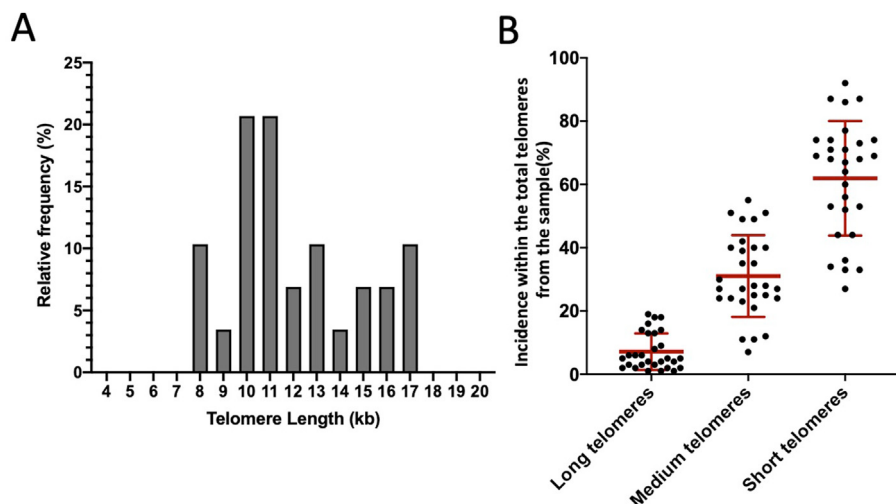 A
Relative frequency (%)
25
20
15
10
5
0
4 5 6 7 8 9 10 11 12 13 14 15 16 17 18 19 20
Telomere Length (kb)
B
Incidence within the total telomeres
from the sample(%)
100
80
60
40
20
0
Long telomeres
Medium telomeres
Short telomeres